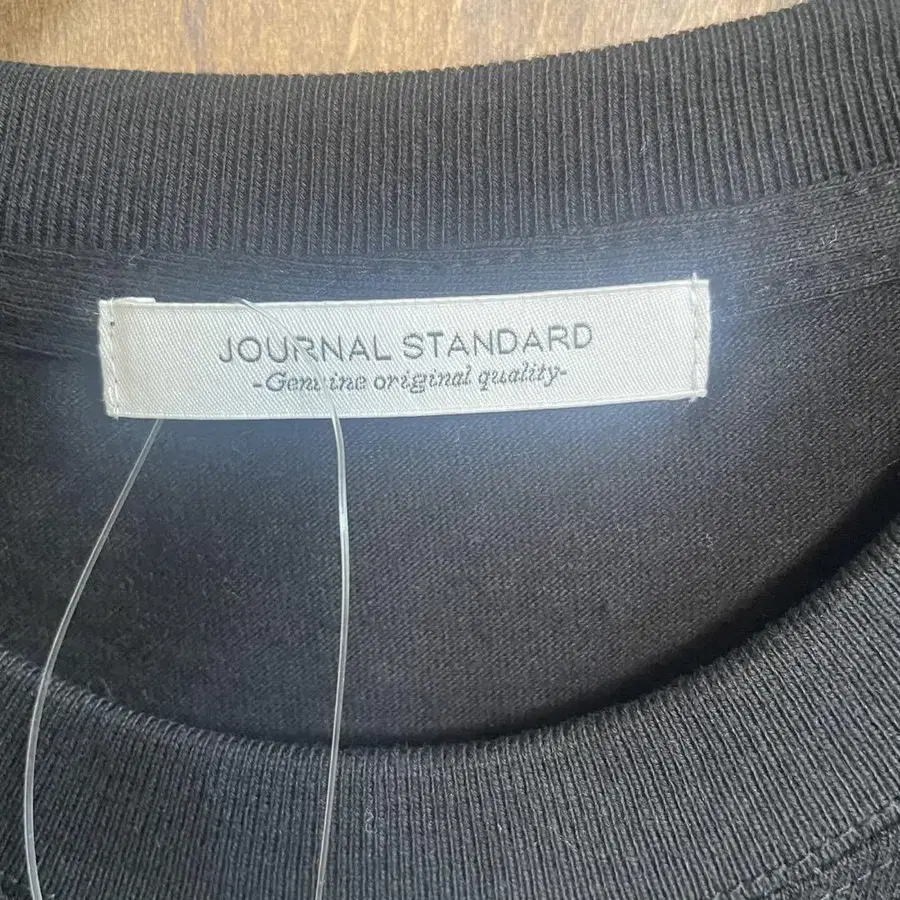 JOURNAL STANDARD
-Genuine original quality-